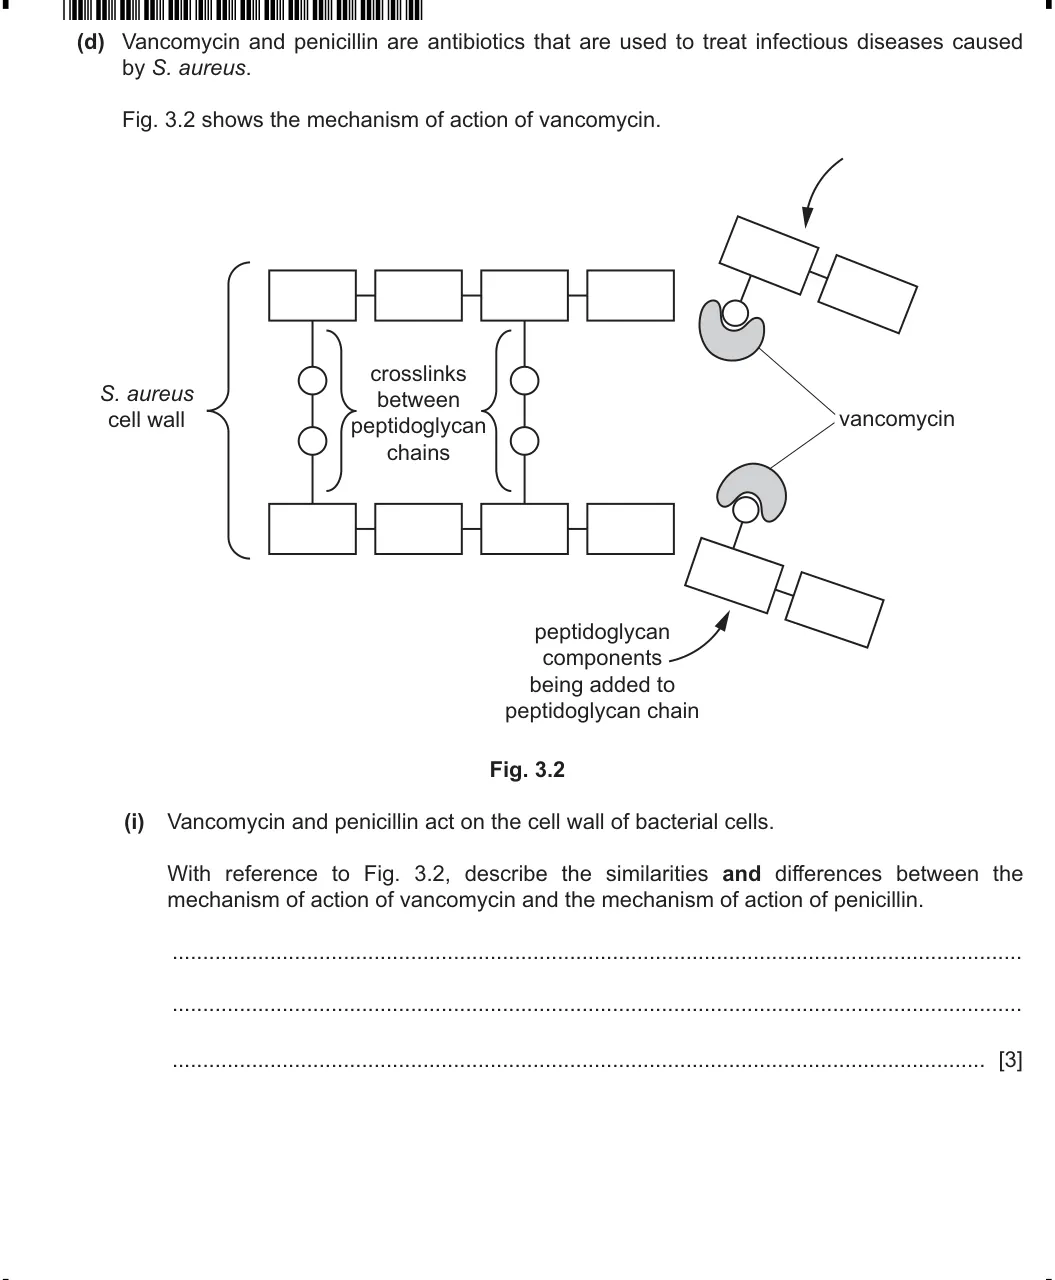 (d) Vancomycin and penicillin are antibiotics that are used to treat infectious diseases caused
by S. aureus.
Fig. 3.2 shows the mechanism of action of vancomycin.
S. aureus
cell wall
crosslinks
between
peptidoglycan
chains
vancomycin
peptidoglycan
components
being added to
peptidoglycan chain
Fig. 3.2
(i) Vancomycin and penicillin act on the cell wall of bacterial cells.
With reference to Fig. 3.2, describe the similarities and differences between the
mechanism of action of vancomycin and the mechanism of action of penicillin.
[3]